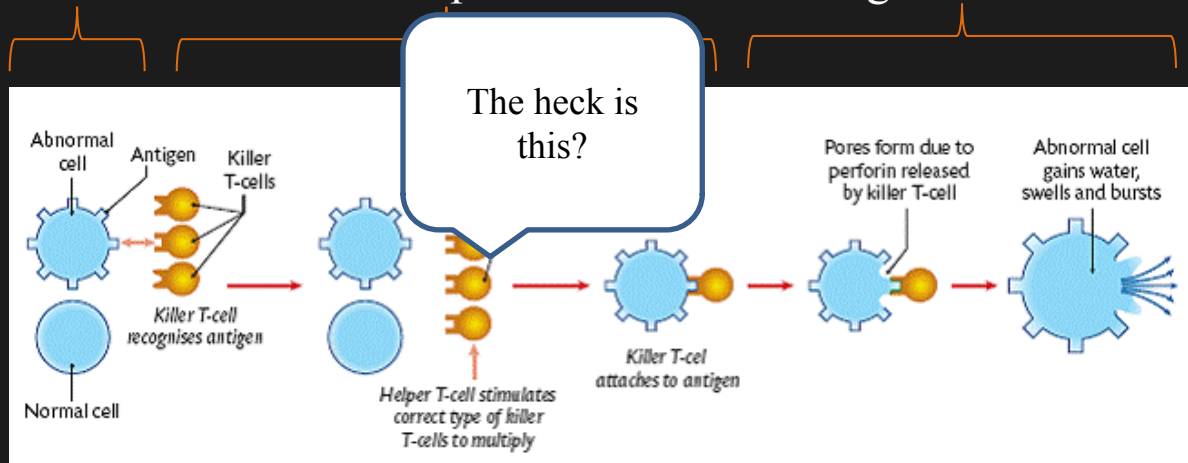 The heck is
this?
Abnormal
cell
Antigen
Killer
T-cells
Killer T-cell
recognises antigen
Normal cell
Helper T-cell stimulates
correct type of killer
T-cells to multiply
Killer T-cel
attaches to antigen
Pores form due to
perforin released
by killer T-cell
Abnormal cell
gains water,
swells and bursts